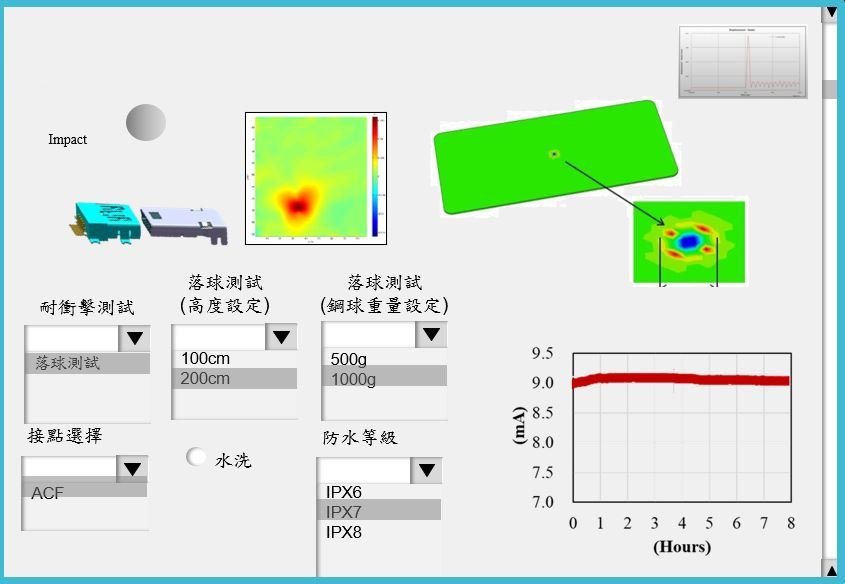 Impact
耐衝擊測試
落球測試
落球測試
(高度設定)
100cm
200cm
落球測試
(鋼球重量設定)
500g
1000g
接點選擇
ACF
水洗
防水等級
IPX6
IPX7
IPX8
9.5
9.0
8.5
8.0
7.5
7.0
(mA)
0 1 2 3 4 5 6 7 8
(Hours)